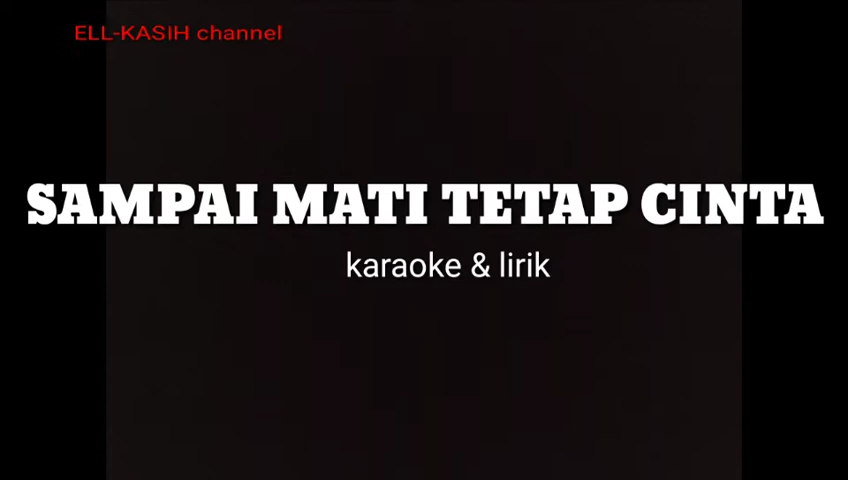 ELL-KASIH channel
SAMPAI MATI TETAP CINTA
karaoke & lirik